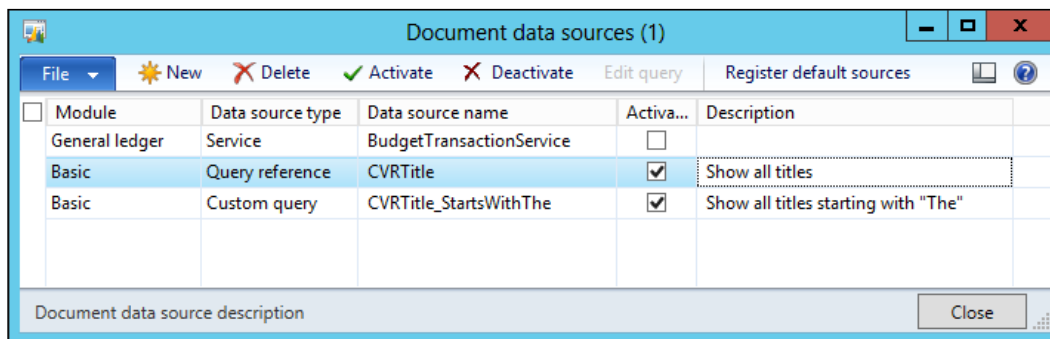 Document data sources (1)
File New Delete Activate Deactivate Edit query Register default sources
Module Data source type Data source name Activa... Description
General ledger Service BudgetTransactionService
Basic Query reference CVRTitle Show all titles
Basic Custom query CVRTitle_StartsWithThe Show all titles starting with "The"
Document data source description Close